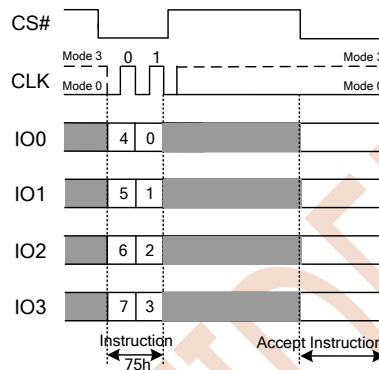 CS#
Mode 3 0 1 Mode 3
CLK
Mode 0 Mode 0
IO0 4 0
IO1 5 1
IO2 6 2
IO3 7 3
Instruction Accept Instruction
75h